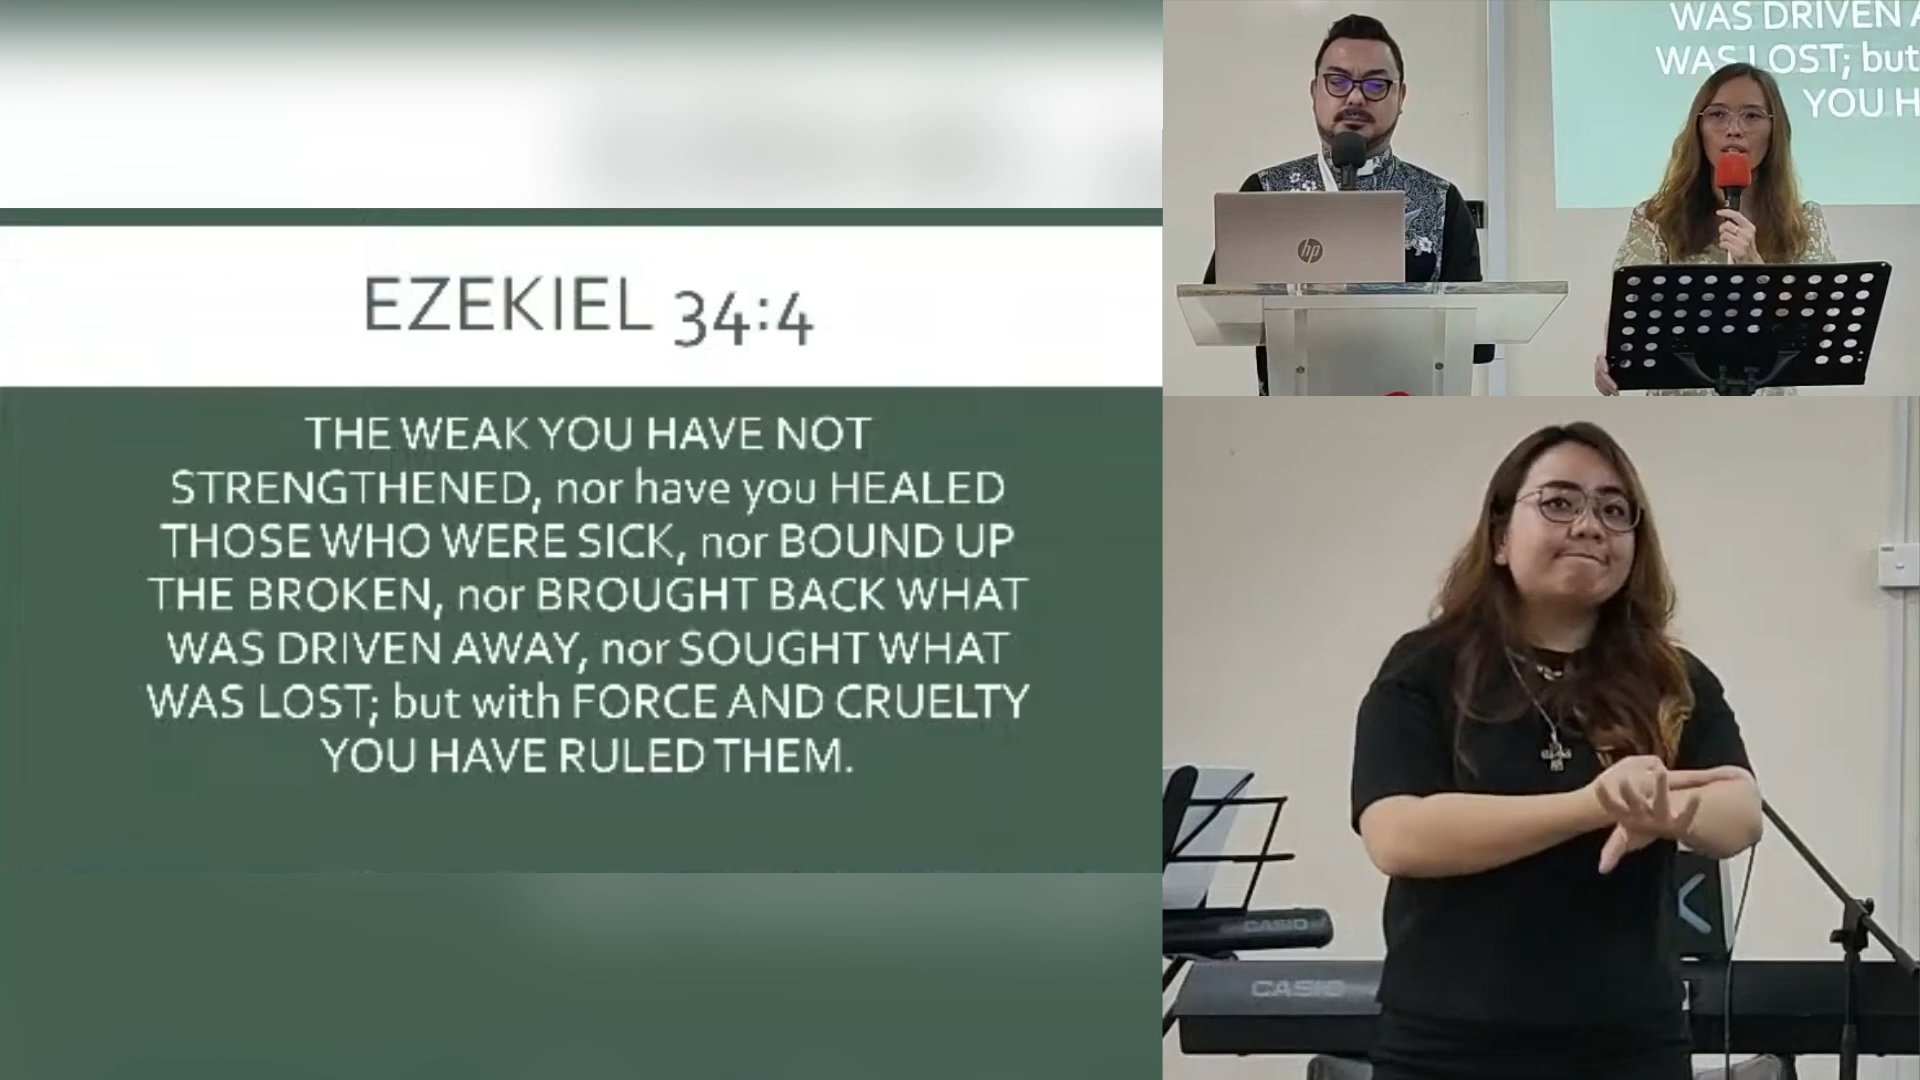 EZEKIEL 34:4
THE WEAK YOU HAVE NOT
STRENGTHENED, nor have you HEALED
THOSE WHO WERE SICK, nor BOUND UP
THE BROKEN, nor BROUGHT BACK WHAT
WAS DRIVEN AWAY, nor SOUGHT WHAT
WAS LOST; but with FORCE AND CRUELTY
YOU HAVE RULED THEM.
WAS DRIVEN
WAS LOST; but
YOU H
hp
CASIO
CASIO